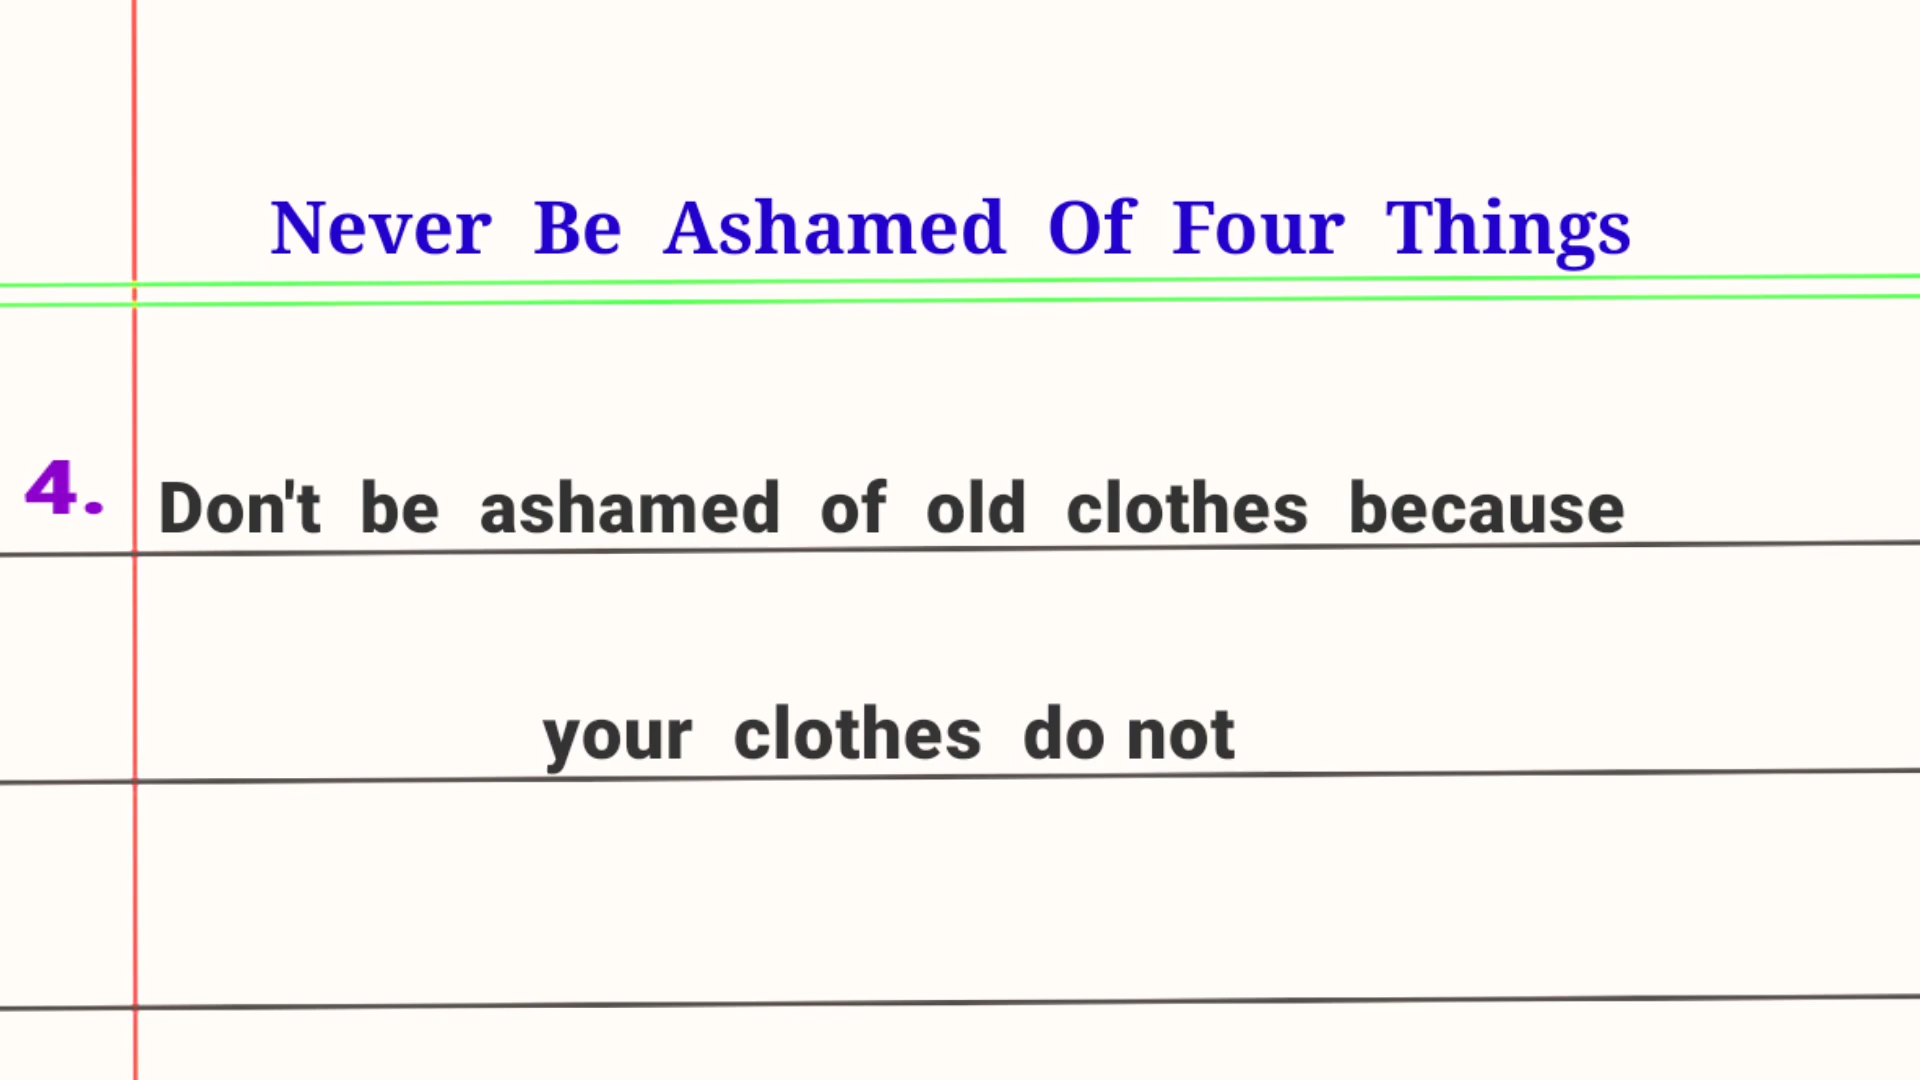 Never Be Ashamed Of Four Things
4. Don't be ashamed of old clothes because
your clothes do not